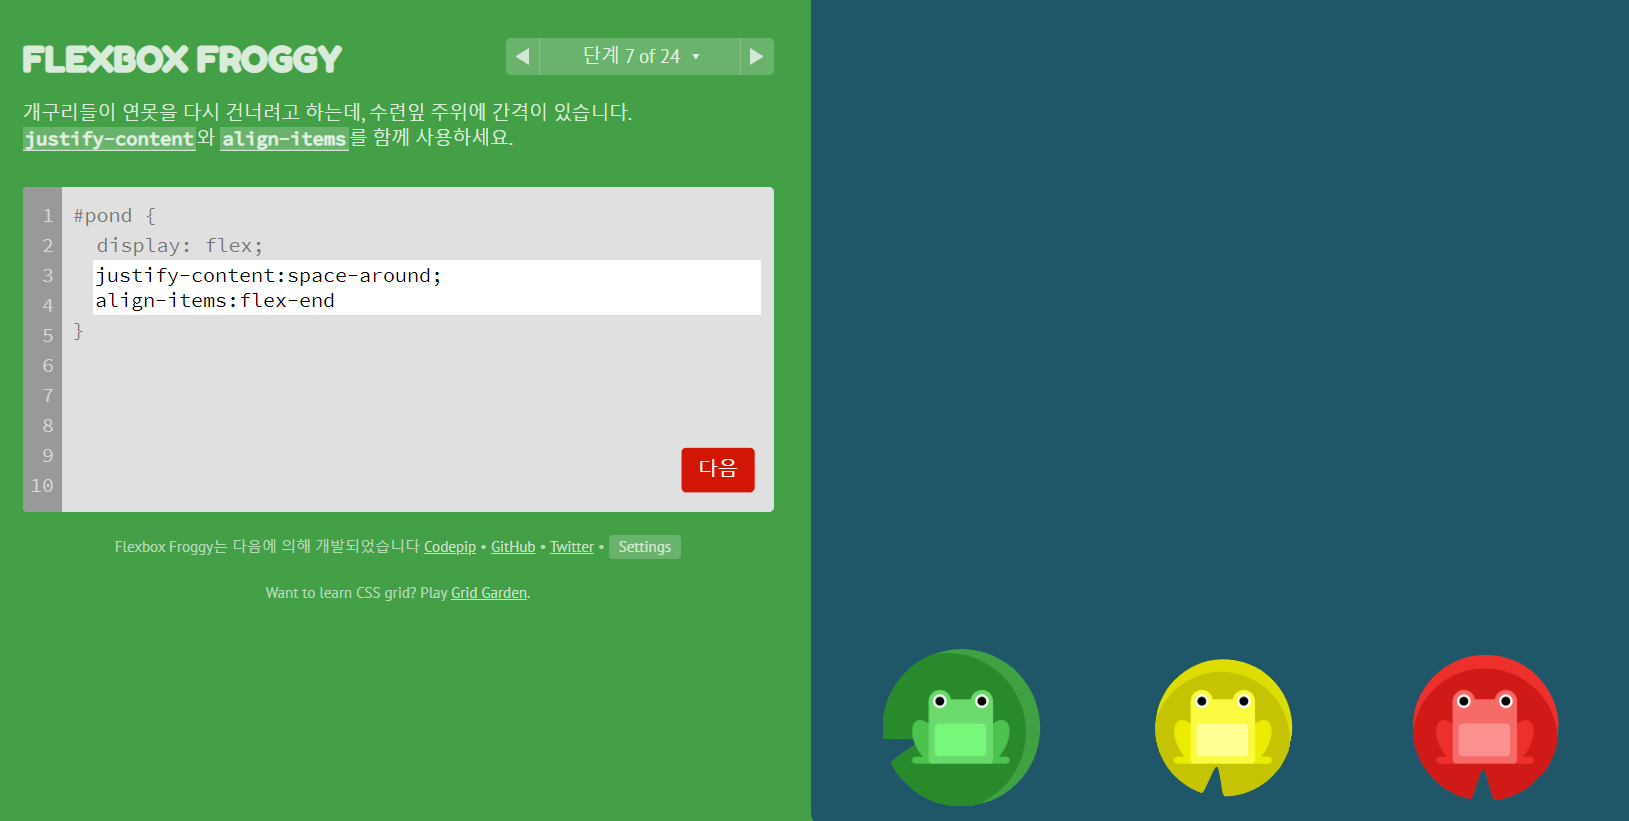 FLEXBOX FROGGY
단계 7 of 24
개구리들이 연못을 다시 건너려고 하는데, 수련잎 주위에 간격이 있습니다.
justify-content와 align-items를 함께 사용하세요.
1 #pond {
2 display: flex;
3 justify-content:space-around;
4 align-items:flex-end
5 }
6
7
8
9
10
다음
Flexbox Froggy는 다음에 의해 개발되었습니다 Codepip • GitHub • Twitter • Settings
Want to learn CSS grid? Play Grid Garden.